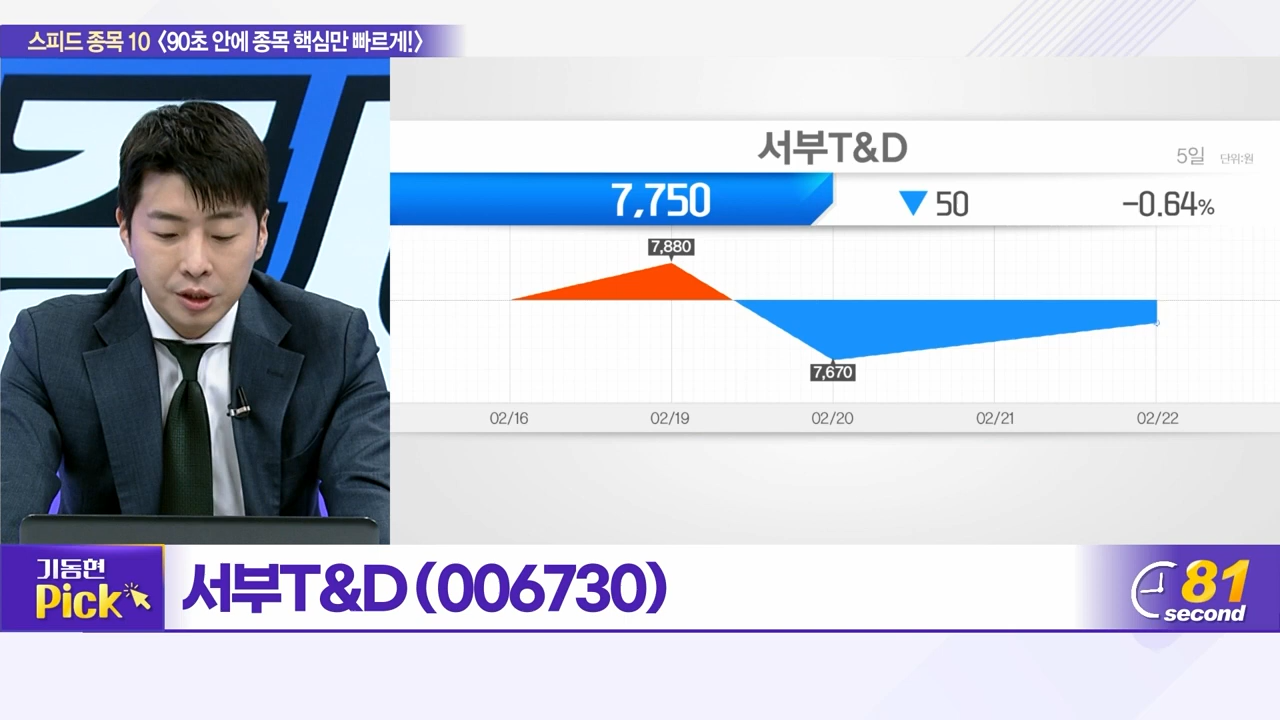 스피드 종목 10 〈90초 안에 종목 핵심만 빠르게!〉
서부T&D
5일 단위:원
7,750 ▼ 50 -0.64%
7,880
7,670
02/16 02/19 02/20 02/21 02/22
기동현
Pick
서부T&D(006730)
81
second